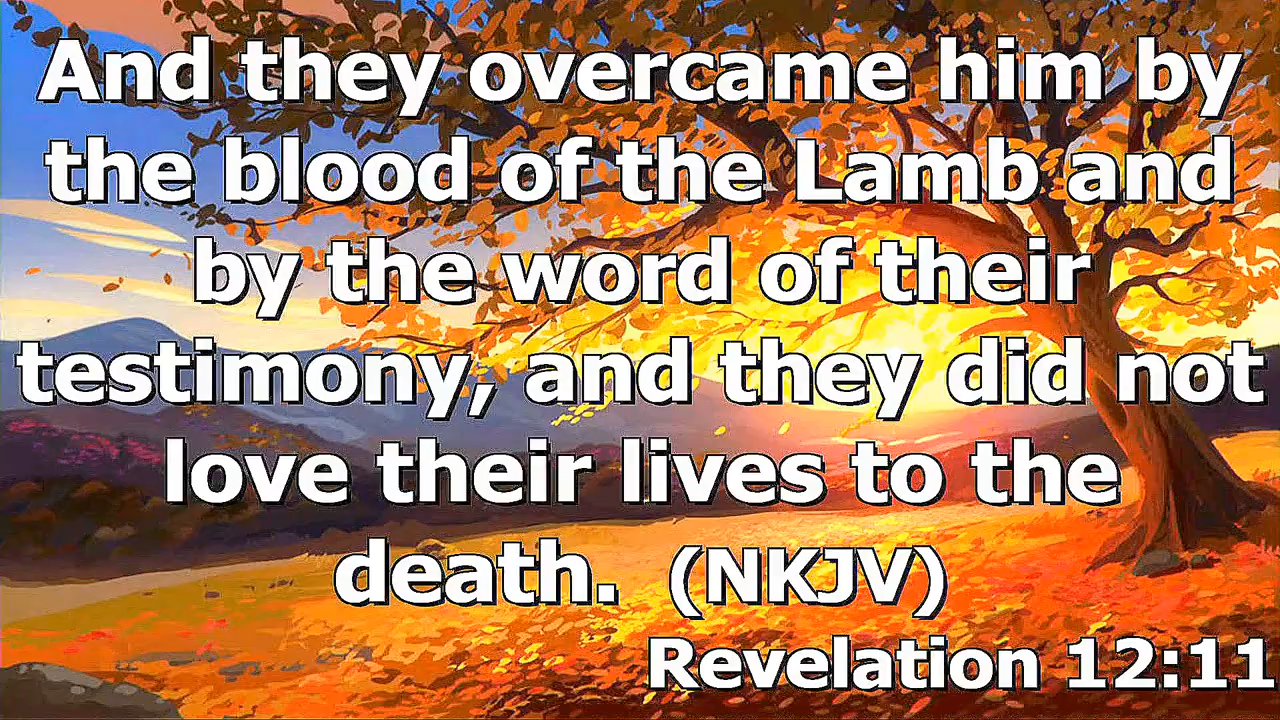 And they overcame him by
the blood of the Lamb and
by the word of their
testimony, and they did not
love their lives to the
death. (NKJV)
Revelation 12:11